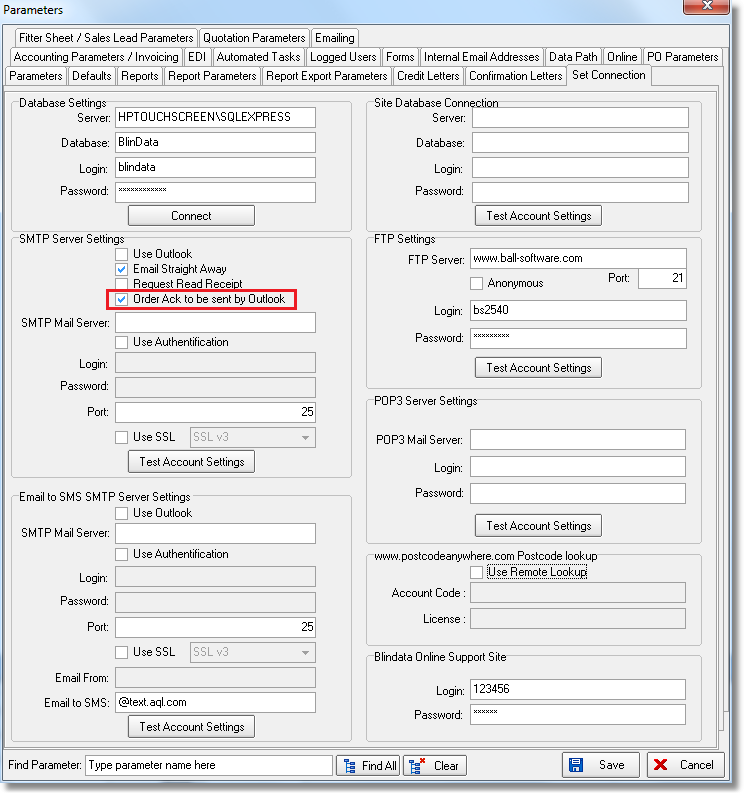 Parameters
Fitter Sheet / Sales Lead Parameters Quotation Parameters Emailing
Accounting Parameters / Invoicing EDI Automated Tasks Logged Users Forms Internal Email Addresses Data Path Online PO Parameters
Parameters Defaults Reports Report Parameters Report Export Parameters Credit Letters Confirmation Letters Set Connection
Database Settings
Server: HPTOUCHSCREEN\SQLEXPRESS
Database: BlinData
Login: blindata
Password: ************
Connect
SMTP Server Settings
Use Outlook
Email Straight Away
Request Read Receipt
Order Ack to be sent by Outlook
SMTP Mail Server:
Use Authentification
Login:
Password:
Port: 25
Use SSL SSL v3
Test Account Settings
Email to SMS SMTP Server Settings
Use Outlook
SMTP Mail Server:
Use Authentification
Login:
Password:
Port: 25
Use SSL SSL v3
Email From:
Email to SMS: @text.aql.com
Test Account Settings
Site Database Connection
Server:
Database:
Login:
Password:
Test Account Settings
FTP Settings
FTP Server: www.ball-software.com
Anonymous Port: 21
Login: bs2540
Password: *********
Test Account Settings
POP3 Server Settings
POP3 Mail Server:
Login:
Password:
Test Account Settings
www.postcodeanywhere.com Postcode lookup
Use Remote Lookup
Account Code :
License :
Blindata Online Support Site
Login: 123456
Password: ******
Find Parameter: Type parameter name here Find All Clear Save Cancel